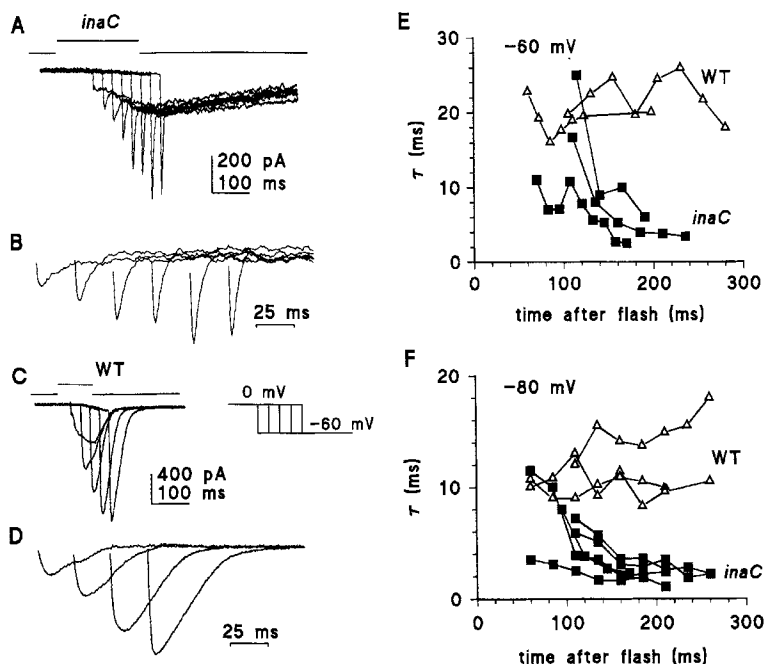 A
inaC
200 pA
100 ms
B
25 ms
C
WT
0 mV
-60 mV
400 pA
100 ms
D
25 ms
E
-60 mV
WT
inaC
30
20
10
0
τ (ms)
0 100 200 300
time after flash (ms)
F
-80 mV
WT
inaC
20
10
0
τ (ms)
0 100 200 300
time after flash (ms)